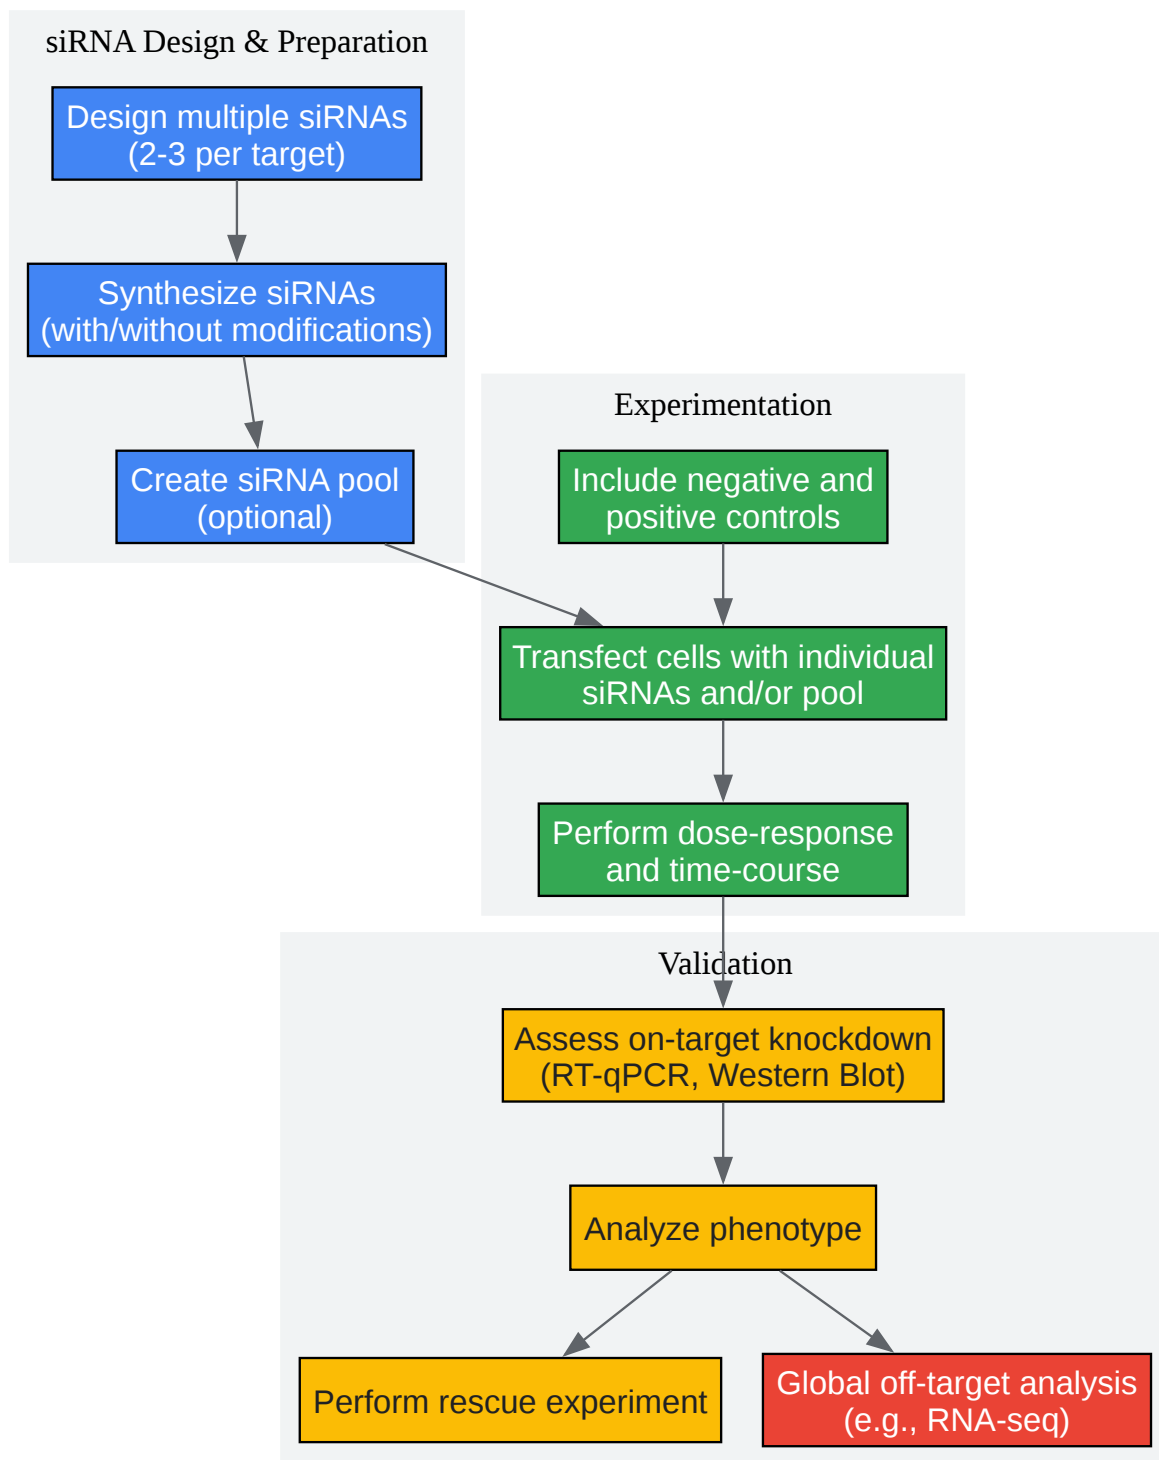 siRNA Design & Preparation
Design multiple siRNAs
(2-3 per target)
Synthesize siRNAs
(with/without modifications)
Create siRNA pool
(optional)
Experimentation
Include negative and
positive controls
Transfect cells with individual
siRNAs and/or pool
Perform dose-response
and time-course
Validation
Assess on-target knockdown
(RT-qPCR, Western Blot)
Analyze phenotype
Perform rescue experiment
Global off-target analysis
(e.g., RNA-seq)